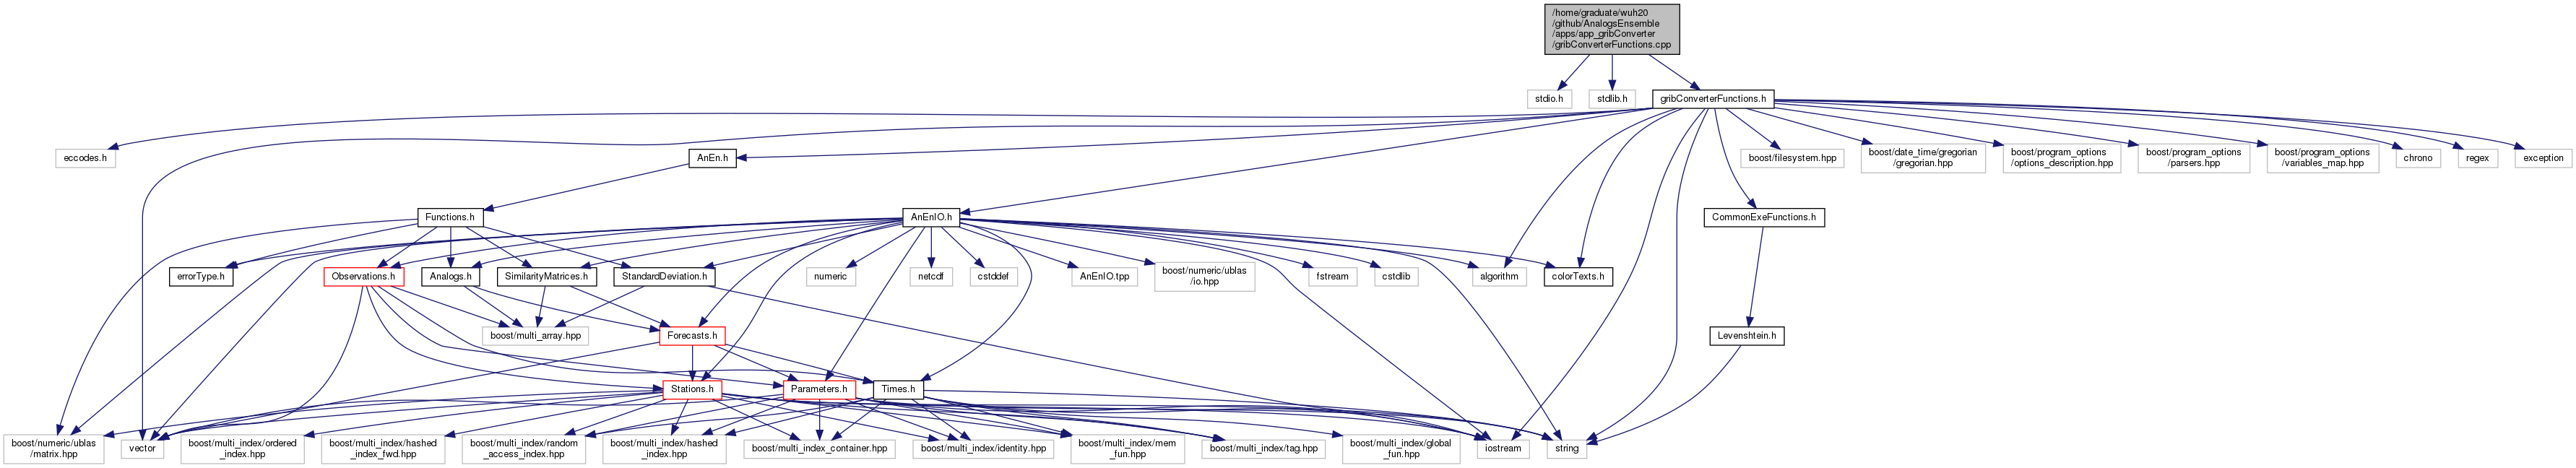 /home/graduate/wuh20
/github/AnalogsEnsemble
/apps/app_gribConverter
/gribConverterFunctions.cpp
stdio.h
stdlib.h
gribConverterFunctions.h
eccodes.h
AnEn.h
boost/filesystem.hpp
boost/date_time/gregorian
/gregorian.hpp
boost/program_options
/options_description.hpp
boost/program_options
/parsers.hpp
boost/program_options
/variables_map.hpp
chrono
regex
exception
Functions.h
AnEnIO.h
CommonExeFunctions.h
errorType.h
Observations.h
Analogs.h
SimilarityMatrices.h
StandardDeviation.h
numeric
netcdf
cstddef
AnEnIO.tpp
boost/numeric/ublas
/io.hpp
fstream
cstdlib
algorithm
colorTexts.h
boost/multi_array.hpp
Forecasts.h
Levenshtein.h
Stations.h
Parameters.h
Times.h
boost/numeric/ublas
/matrix.hpp
vector
boost/multi_index/ordered
_index.hpp
boost/multi_index/hashed
_index_fwd.hpp
boost/multi_index/random
_access_index.hpp
boost/multi_index/hashed
_index.hpp
boost/multi_index_container.hpp
boost/multi_index/identity.hpp
boost/multi_index/mem
_fun.hpp
boost/multi_index/tag.hpp
boost/multi_index/global
_fun.hpp
iostream
string